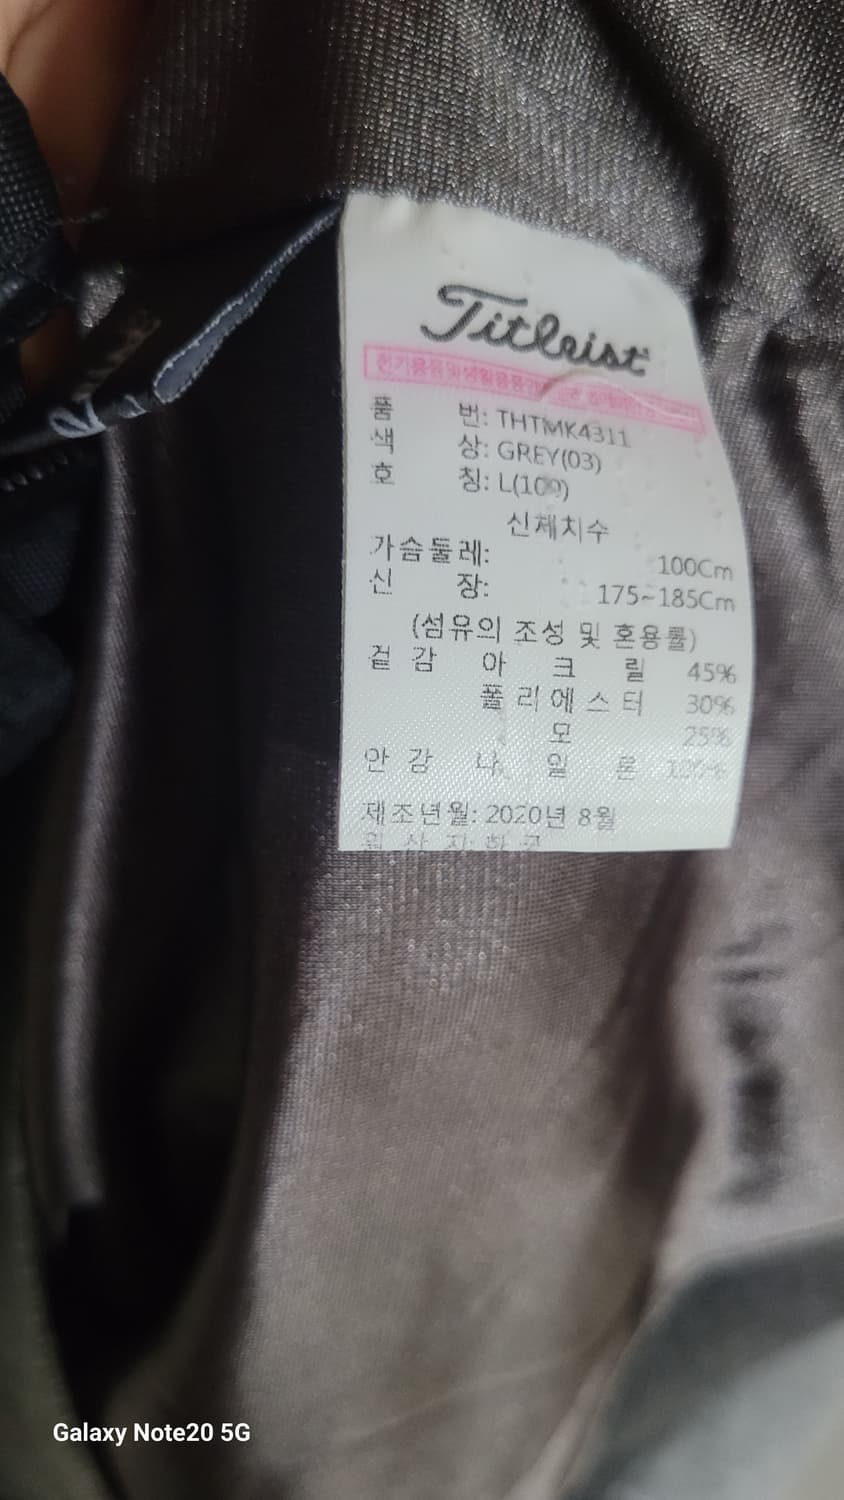 Titleist
품 번: THTMK4311
색 상: GREY(03)
호 칭: L(100)
신체치수
가슴둘레: 100Cm
신 장: 175~185Cm
(섬유의 조성 및 혼용률)
겉 감 아 크 릴 45%
폴 리 에 스 터 30%
모 25%
안 감 나 일 론 100%
제조년월: 2020년 8월
Galaxy Note20 5G